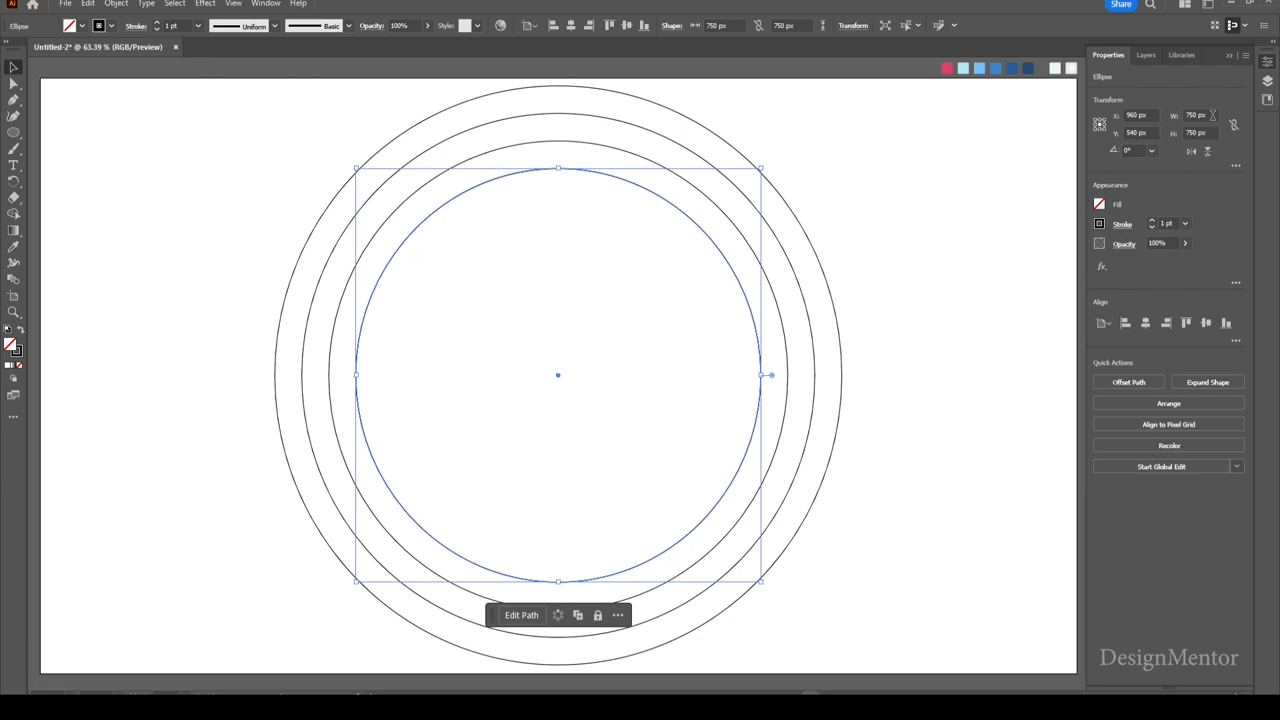 Ai File Edit Object Type Select Effect View Window Help Share
Ellipse Stroke: 1 pt Uniform Basic Opacity: 100% Style: Shape: 750 px 750 px Transform
Untitled-2* @ 63.39 % (RGB/Preview) ×
Properties Layers Libraries
Ellipse
Transform
X: 960 px W: 750 px
Y: 540 px H: 750 px
0°
Appearance
Fill
Stroke 1 pt
Opacity 100%
fx.
Align
Quick Actions
Offset Path Expand Shape
Arrange
Align to Pixel Grid
Recolor
Start Global Edit
Edit Path
DesignMentor